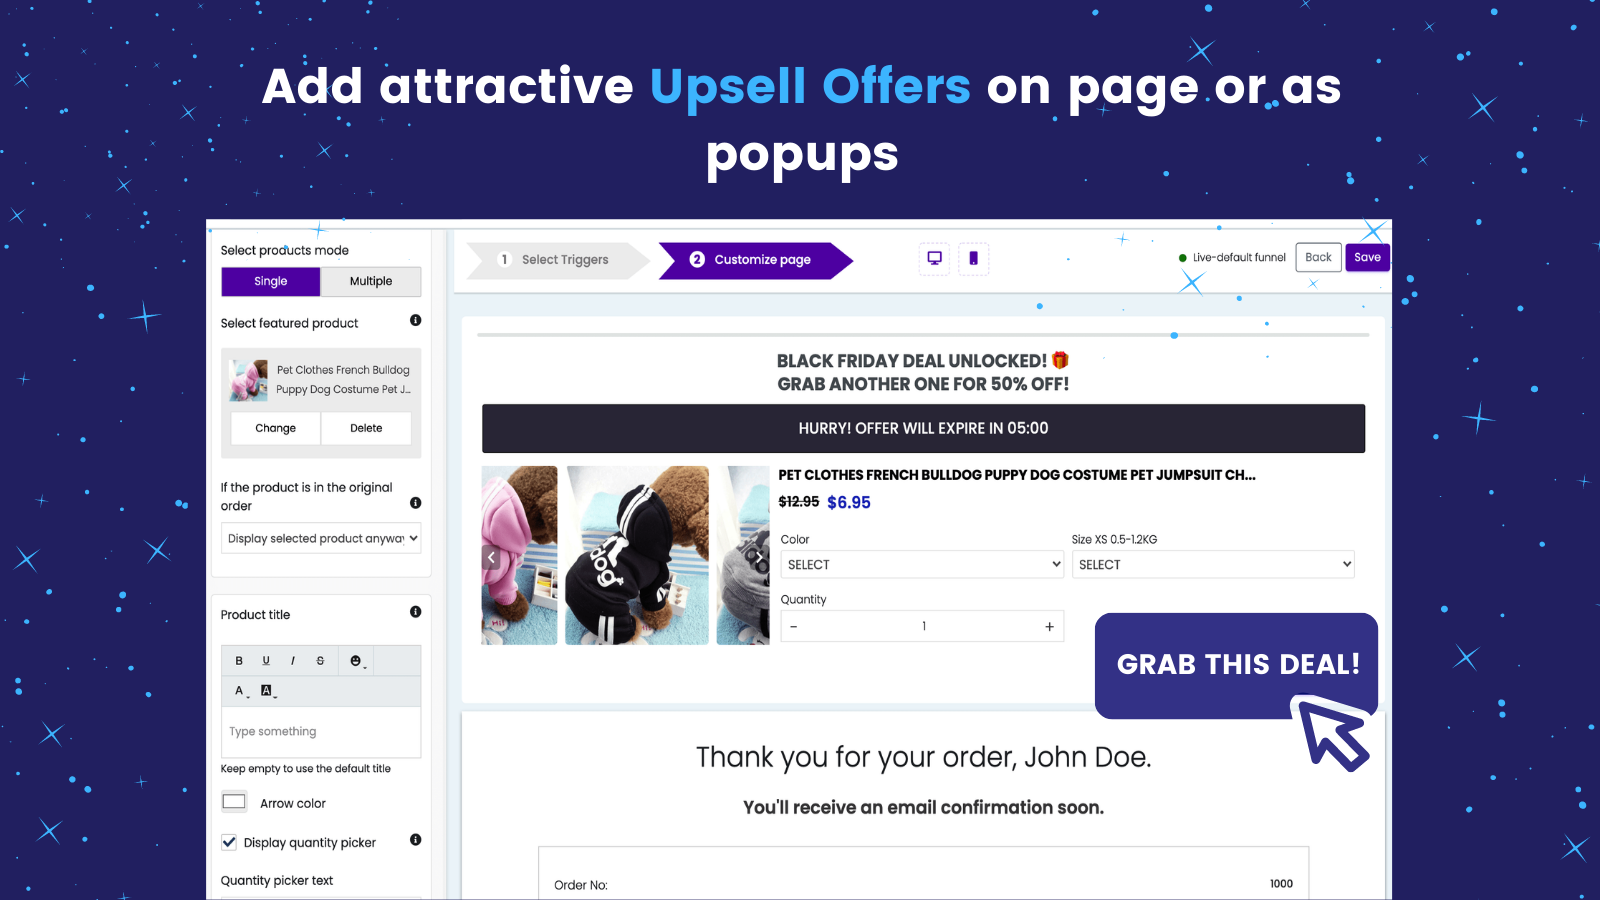 Add attractive Upsell Offers on page or as
popups
Select products mode
Single
Multiple
Select featured product
Pet Clothes French Bulldog
Puppy Dog Costume Pet J...
Change
Delete
If the product is in the original
order
Display selected product anyway
Product title
B U I S
A A
Type something
Keep empty to use the default title
Arrow color
Display quantity picker
Quantity picker text
1 Select Triggers
2 Customize page
Live-default funnel
Back
Save
BLACK FRIDAY DEAL UNLOCKED! 🎁
GRAB ANOTHER ONE FOR 50% OFF!
HURRY! OFFER WILL EXPIRE IN 05:00
dog
PET CLOTHES FRENCH BULLDOG PUPPY DOG COSTUME PET JUMPSUIT CH...
$12.95 $6.95
Color
SELECT
Size XS 0.5-1.2KG
SELECT
Quantity
− 1 +
GRAB THIS DEAL!
Thank you for your order, John Doe.
You'll receive an email confirmation soon.
Order No:
1000